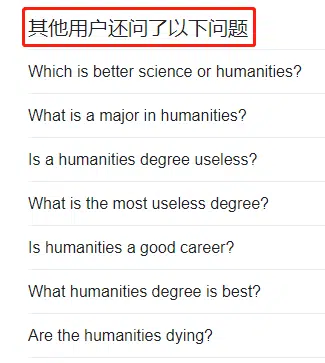 其他用户还问了以下问题
Which is better science or humanities?
What is a major in humanities?
Is a humanities degree useless?
What is the most useless degree?
Is humanities a good career?
What humanities degree is best?
Are the humanities dying?